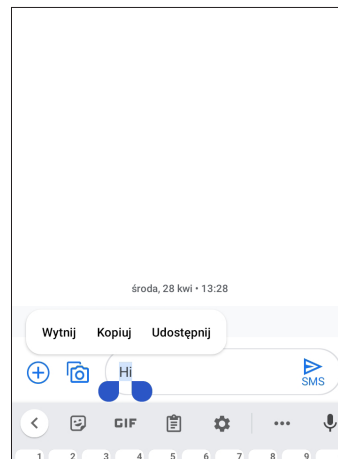 środa, 28 kwi • 13:28
Wytnij Kopiuj Udostępnij
Hi
SMS
GIF
1 2 3 4 5 6 7 8 9